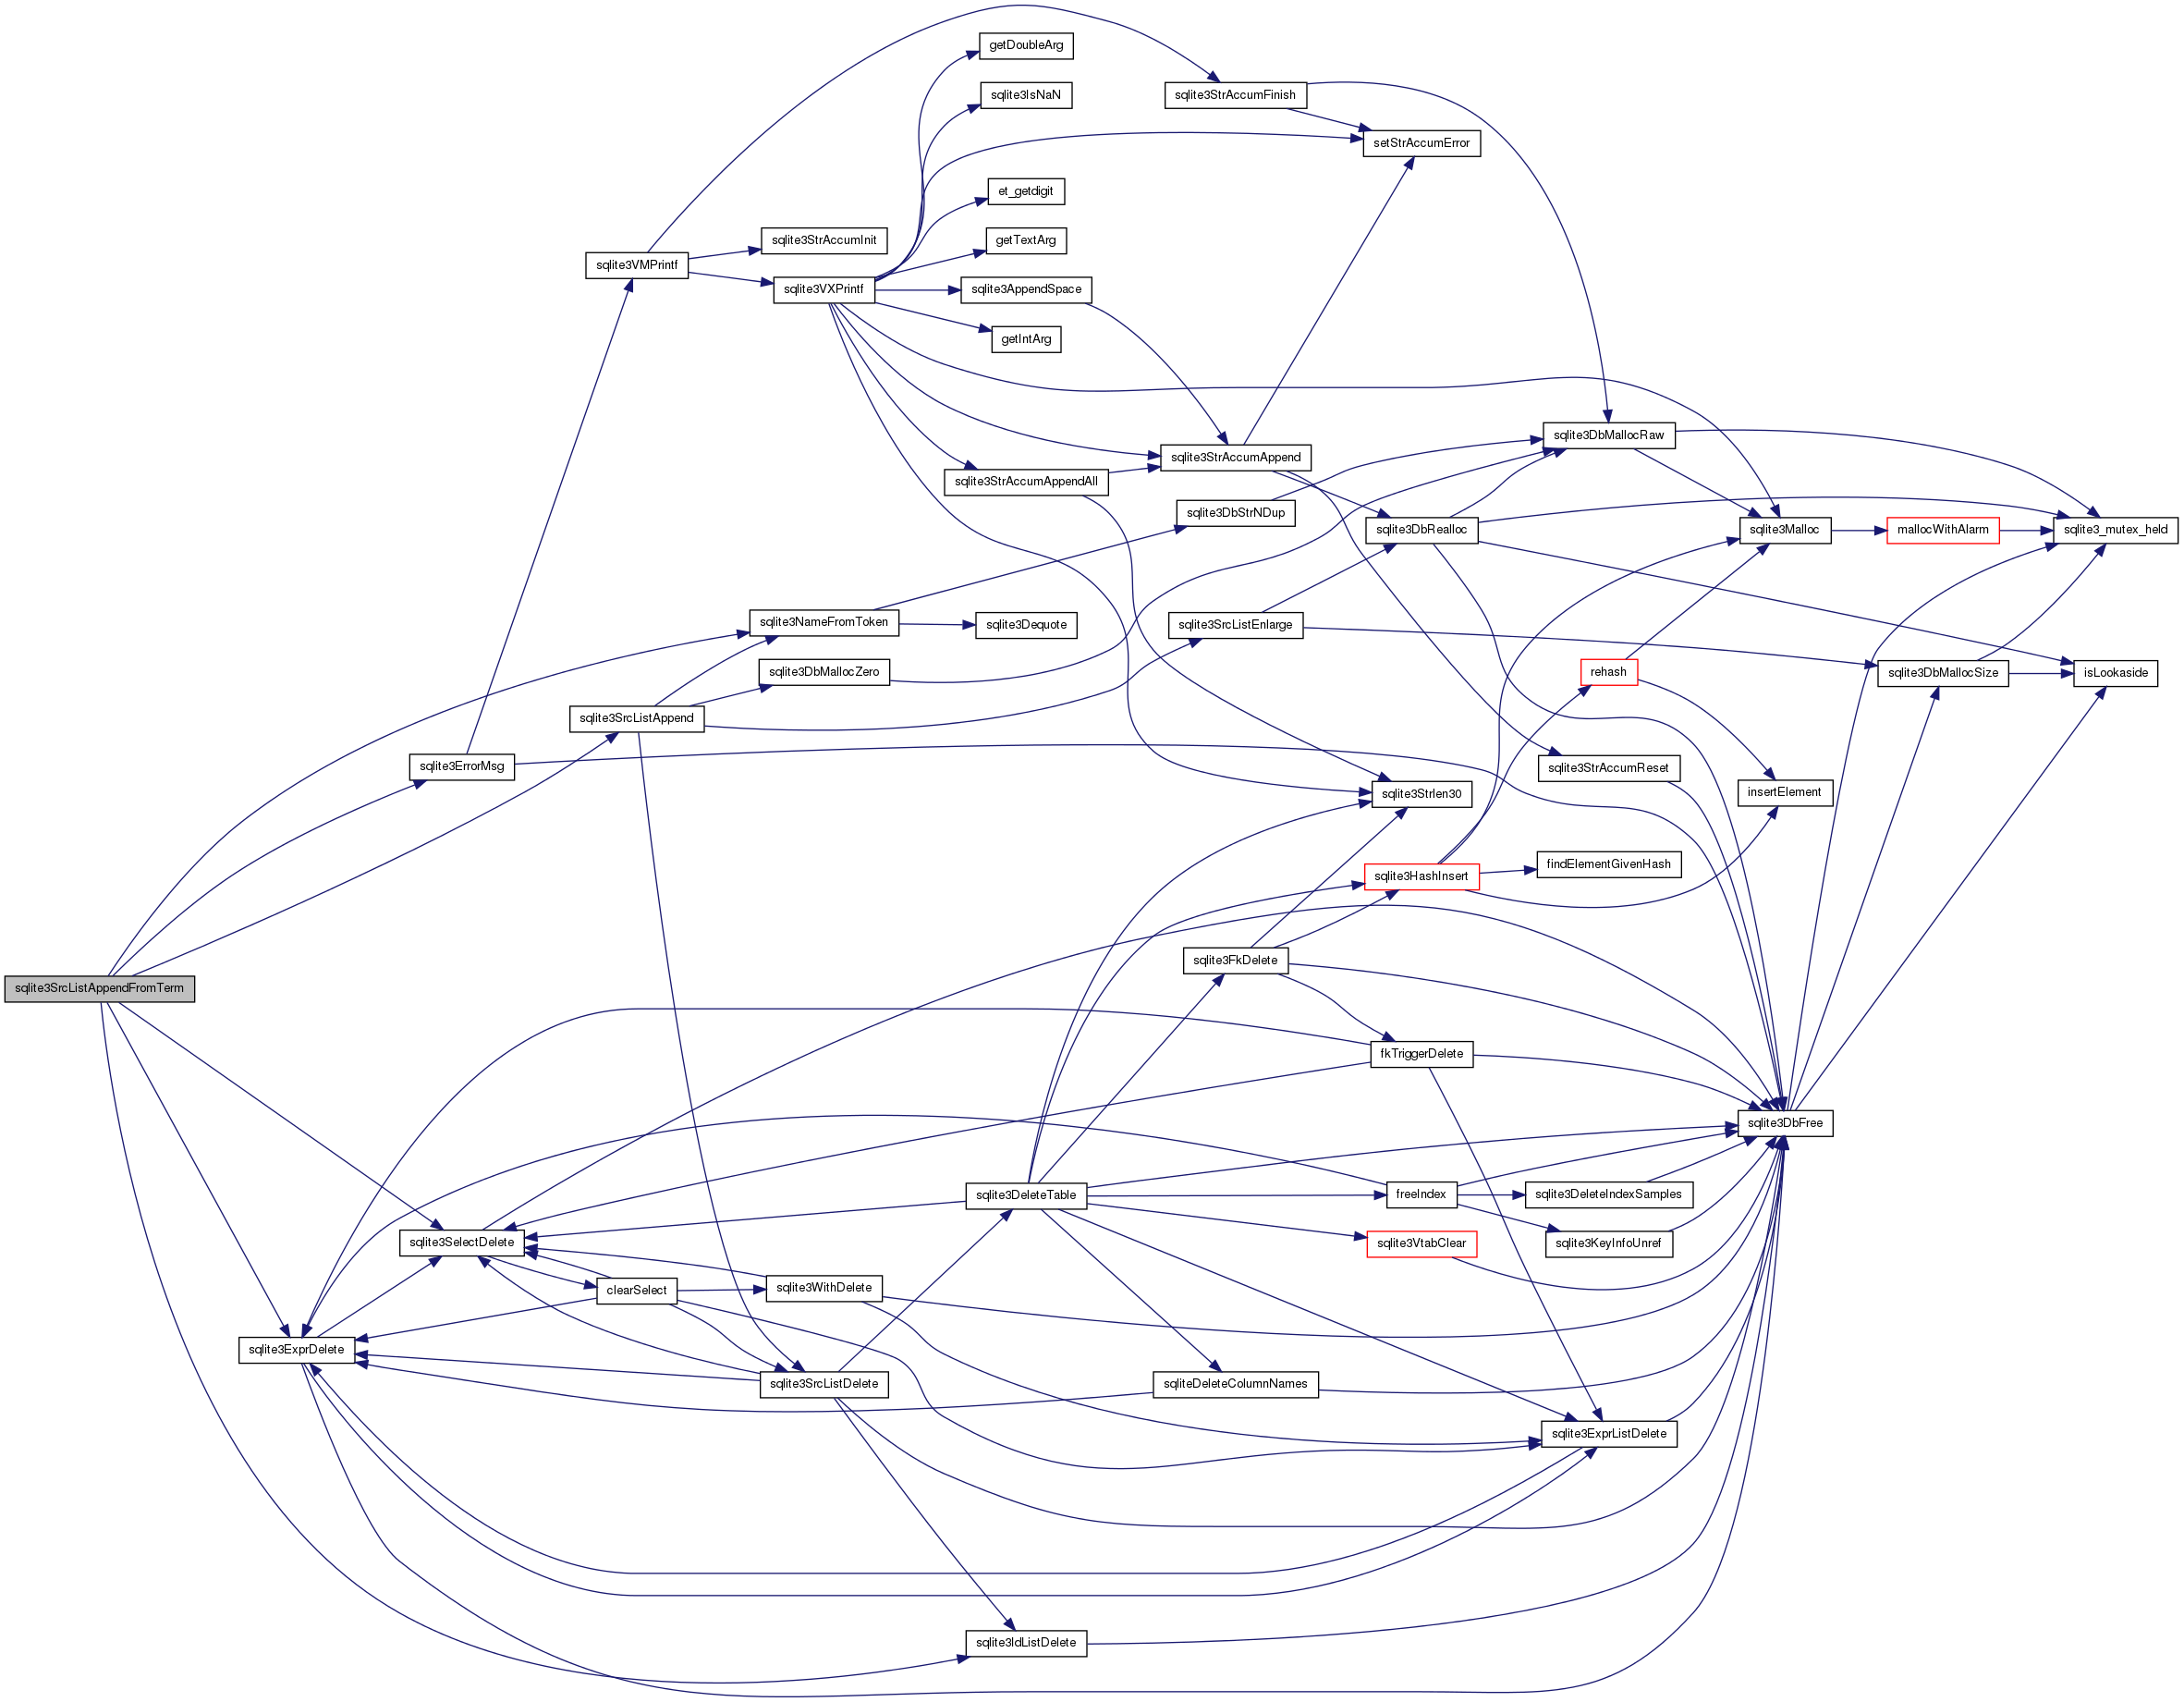 getDoubleArg
sqlite3IsNaN
sqlite3StrAccumFinish
setStrAccumError
et_getdigit
sqlite3StrAccumInit
getTextArg
sqlite3VMPrintf
sqlite3VXPrintf
sqlite3AppendSpace
getIntArg
sqlite3DbMallocRaw
sqlite3StrAccumAppend
sqlite3StrAccumAppendAll
sqlite3DbStrNDup
sqlite3DbRealloc
sqlite3Malloc
mallocWithAlarm
sqlite3_mutex_held
sqlite3NameFromToken
sqlite3Dequote
sqlite3SrcListEnlarge
sqlite3DbMallocZero
rehash
sqlite3DbMallocSize
isLookaside
sqlite3SrcListAppend
sqlite3ErrorMsg
sqlite3StrAccumReset
sqlite3Strlen30
insertElement
findElementGivenHash
sqlite3HashInsert
sqlite3FkDelete
sqlite3SrcListAppendFromTerm
fkTriggerDelete
sqlite3DbFree
sqlite3DeleteTable
freeIndex
sqlite3DeleteIndexSamples
sqlite3SelectDelete
sqlite3VtabClear
sqlite3KeyInfoUnref
clearSelect
sqlite3WithDelete
sqlite3ExprDelete
sqlite3SrcListDelete
sqliteDeleteColumnNames
sqlite3ExprListDelete
sqlite3IdListDelete